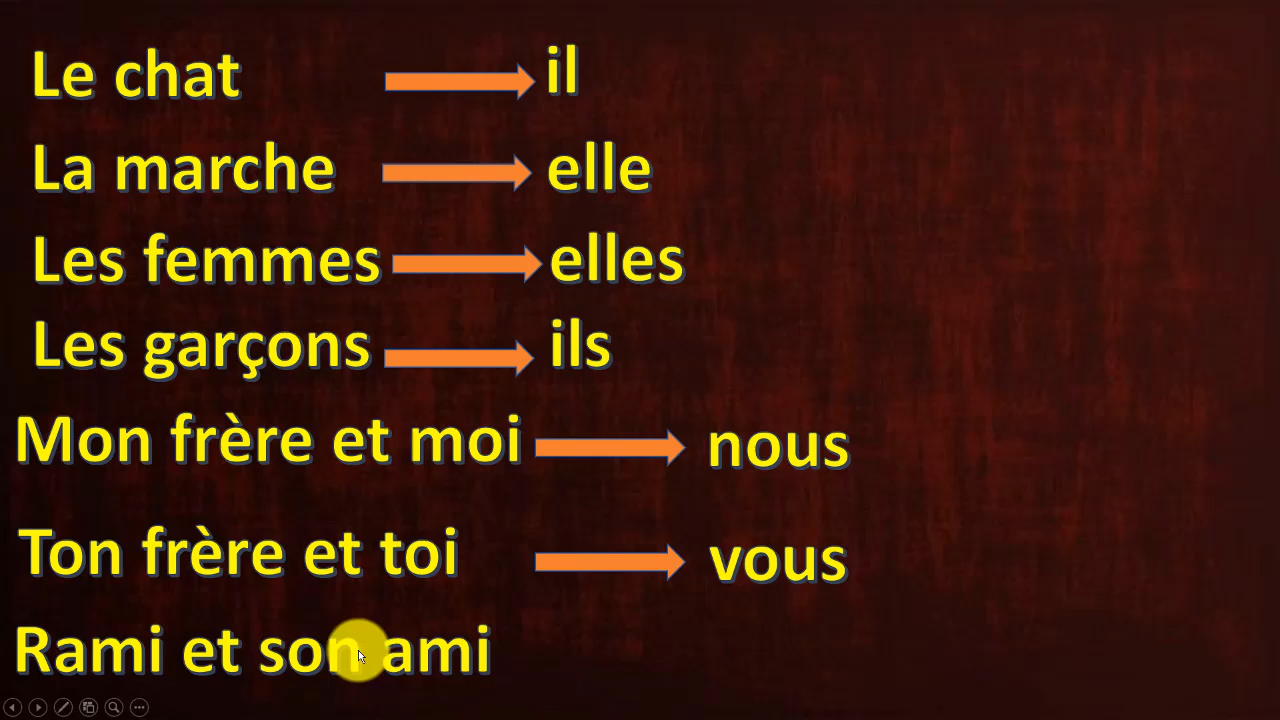 Le chat il
La marche elle
Les femmes elles
Les garçons ils
Mon frère et moi nous
Ton frère et toi vous
Rami et son ami